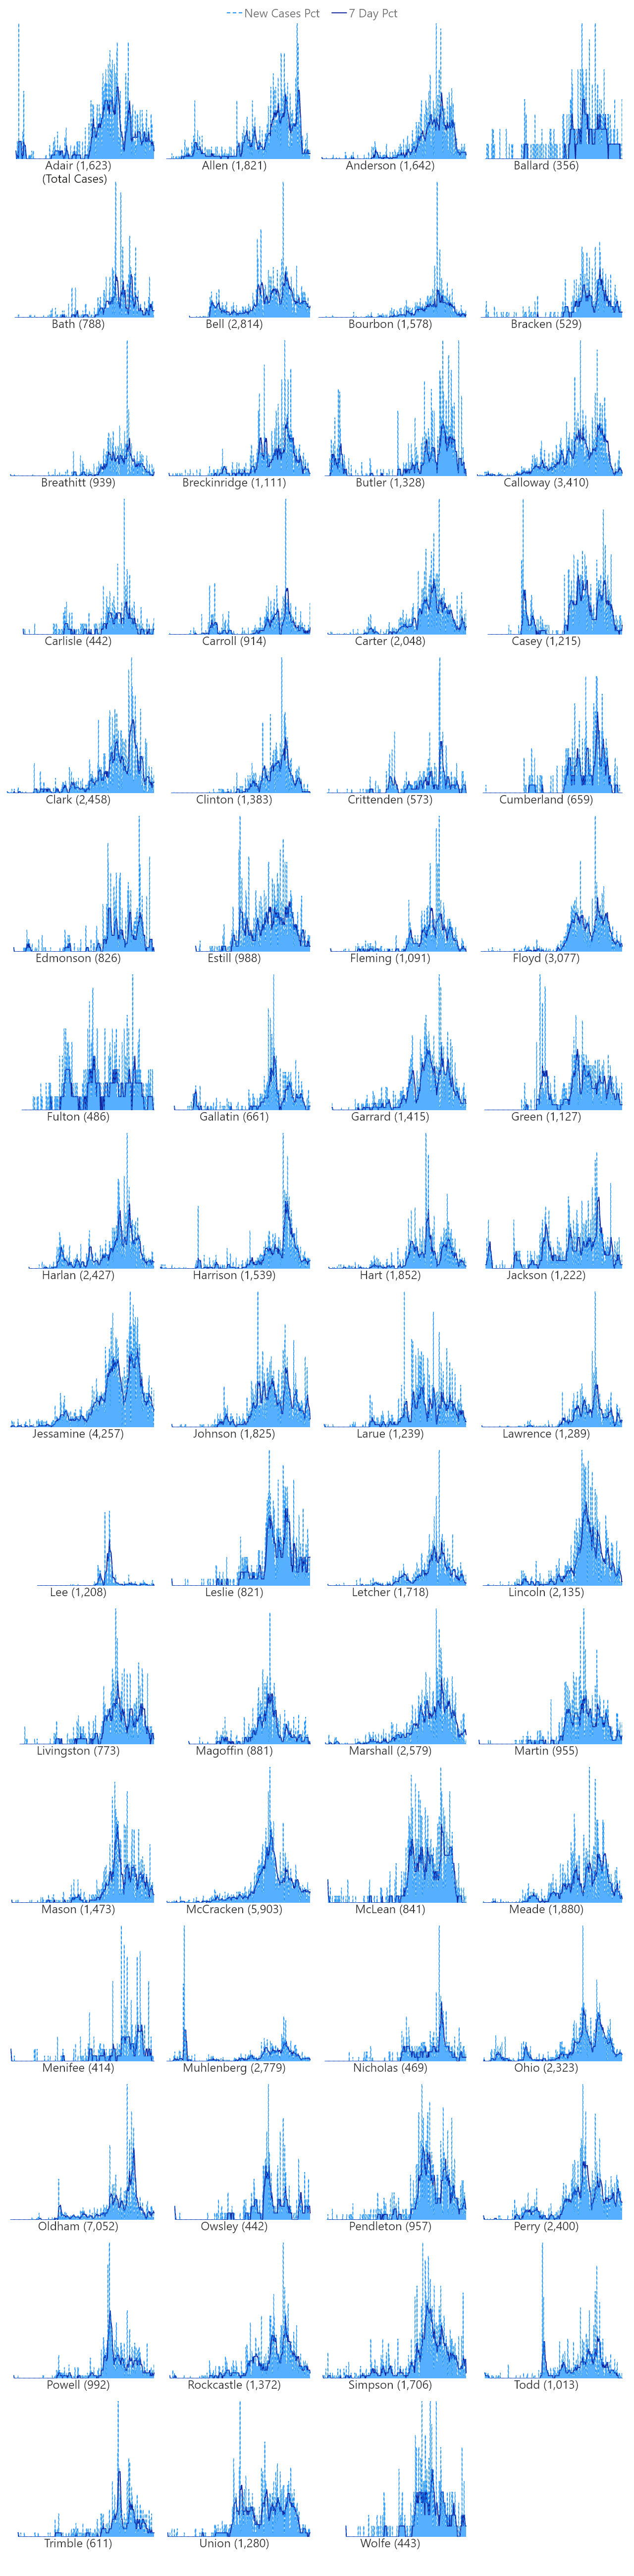 New Cases Pct 7 Day Pct
Adair (1,623) Allen (1,821) Anderson (1,642) Ballard (356)
(Total Cases)
Bath (788) Bell (2,814) Bourbon (1,578) Bracken (529)
Breathitt (939) Breckinridge (1,111) Butler (1,328) Calloway (3,410)
Carlisle (442) Carroll (914) Carter (2,048) Casey (1,215)
Clark (2,458) Clinton (1,383) Crittenden (573) Cumberland (659)
Edmonson (826) Estill (988) Fleming (1,091) Floyd (3,077)
Fulton (486) Gallatin (661) Garrard (1,415) Green (1,127)
Harlan (2,427) Harrison (1,539) Hart (1,852) Jackson (1,222)
Jessamine (4,257) Johnson (1,825) Larue (1,239) Lawrence (1,289)
Lee (1,208) Leslie (821) Letcher (1,718) Lincoln (2,135)
Livingston (773) Magoffin (881) Marshall (2,579) Martin (955)
Mason (1,473) McCracken (5,903) McLean (841) Meade (1,880)
Menifee (414) Muhlenberg (2,779) Nicholas (469) Ohio (2,323)
Oldham (7,052) Owsley (442) Pendleton (957) Perry (2,400)
Powell (992) Rockcastle (1,372) Simpson (1,706) Todd (1,013)
Trimble (611) Union (1,280) Wolfe (443)